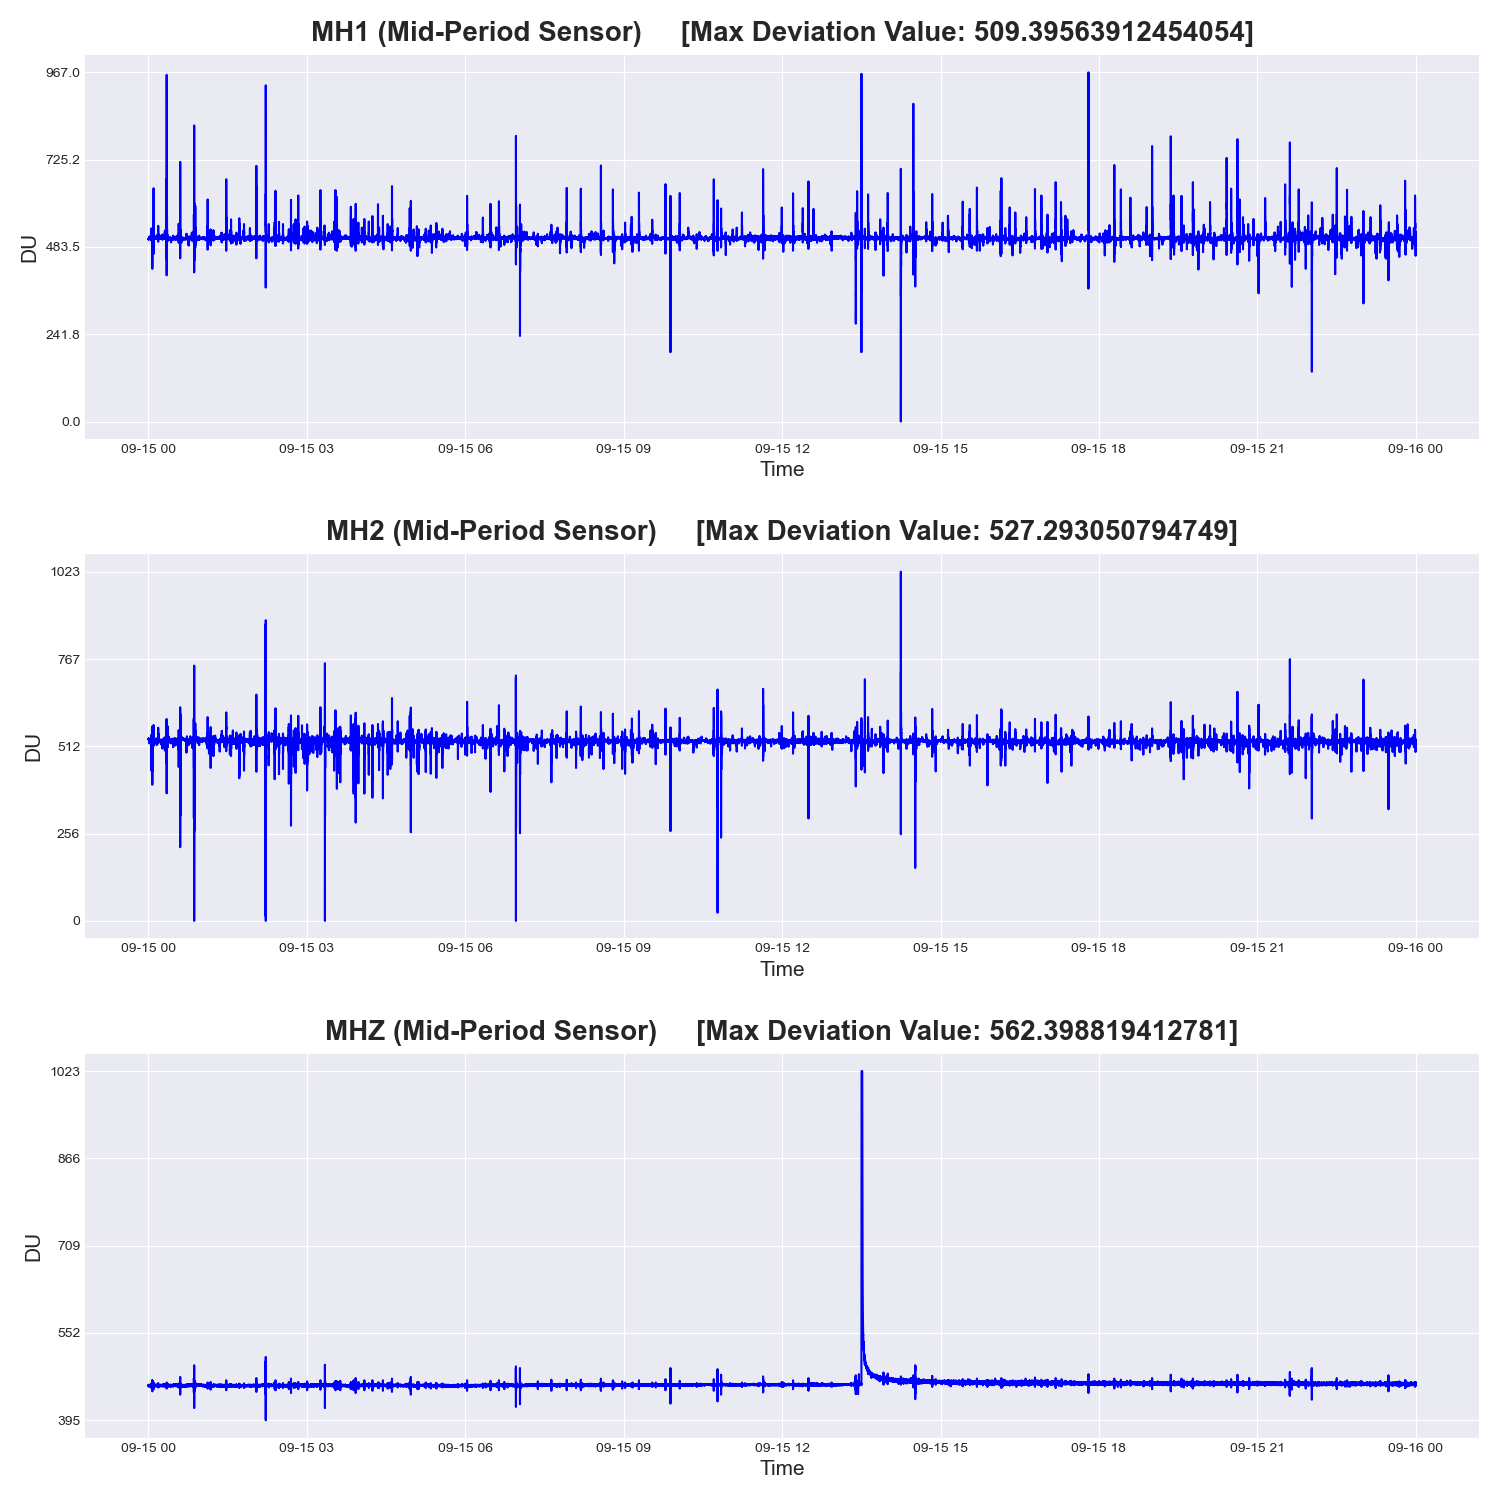 MH1 (Mid-Period Sensor) [Max Deviation Value: 509.39563912454054]
967.0
725.2
483.5
241.8
0.0
DU
09-15 00 09-15 03 09-15 06 09-15 09 09-15 12 09-15 15 09-15 18 09-15 21 09-16 00
Time
MH2 (Mid-Period Sensor) [Max Deviation Value: 527.293050794749]
1023
767
512
256
0
DU
09-15 00 09-15 03 09-15 06 09-15 09 09-15 12 09-15 15 09-15 18 09-15 21 09-16 00
Time
MHZ (Mid-Period Sensor) [Max Deviation Value: 562.398819412781]
1023
866
709
552
395
DU
09-15 00 09-15 03 09-15 06 09-15 09 09-15 12 09-15 15 09-15 18 09-15 21 09-16 00
Time